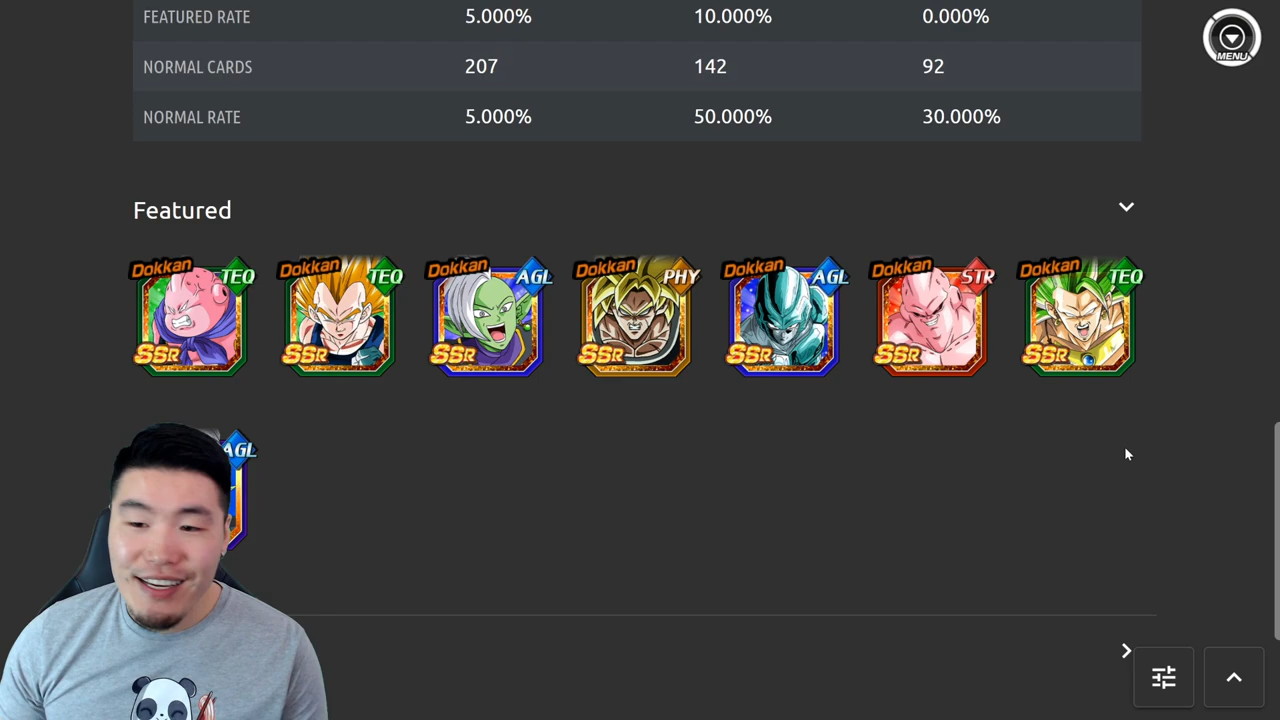 FEATURED RATE 5.000% 10.000% 0.000%
NORMAL CARDS 207 142 92
NORMAL RATE 5.000% 50.000% 30.000%
MENU
Featured
Dokkan TEQ SSR
Dokkan TEQ SSR
Dokkan AGL SSR
Dokkan PHY SSR
Dokkan AGL SSR
Dokkan STR SSR
Dokkan TEQ SSR
AGL